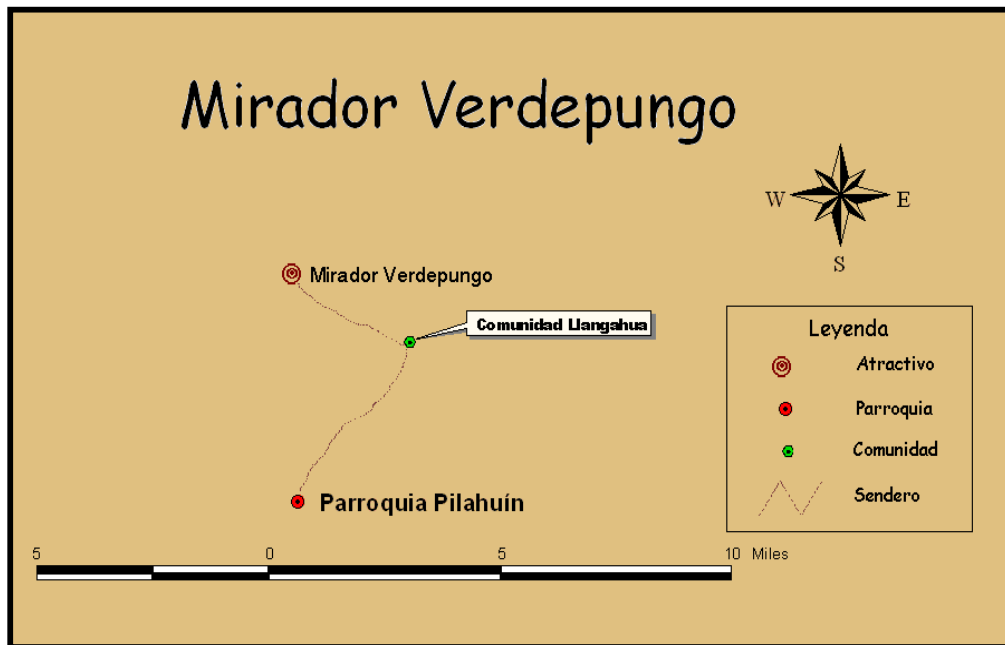 Mirador Verdepungo
W
E
S
Mirador Verdepungo
Comunidad Llangahua
Leyenda
Atractivo
Parroquia
Comunidad
Sendero
Parroquia Pilahuín
5 0 5 10 Miles